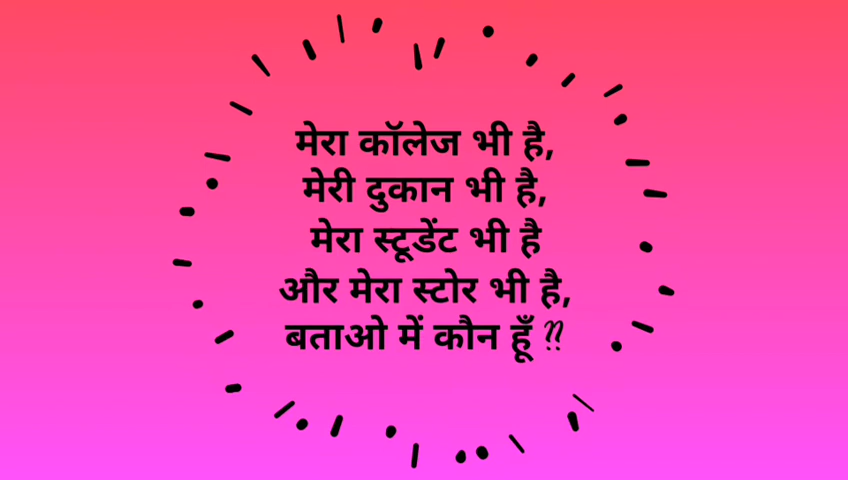 मेरा कॉलेज भी है,
मेरी दुकान भी है,
मेरा स्टूडेंट भी है
और मेरा स्टोर भी है,
बताओ में कौन हूँ ??